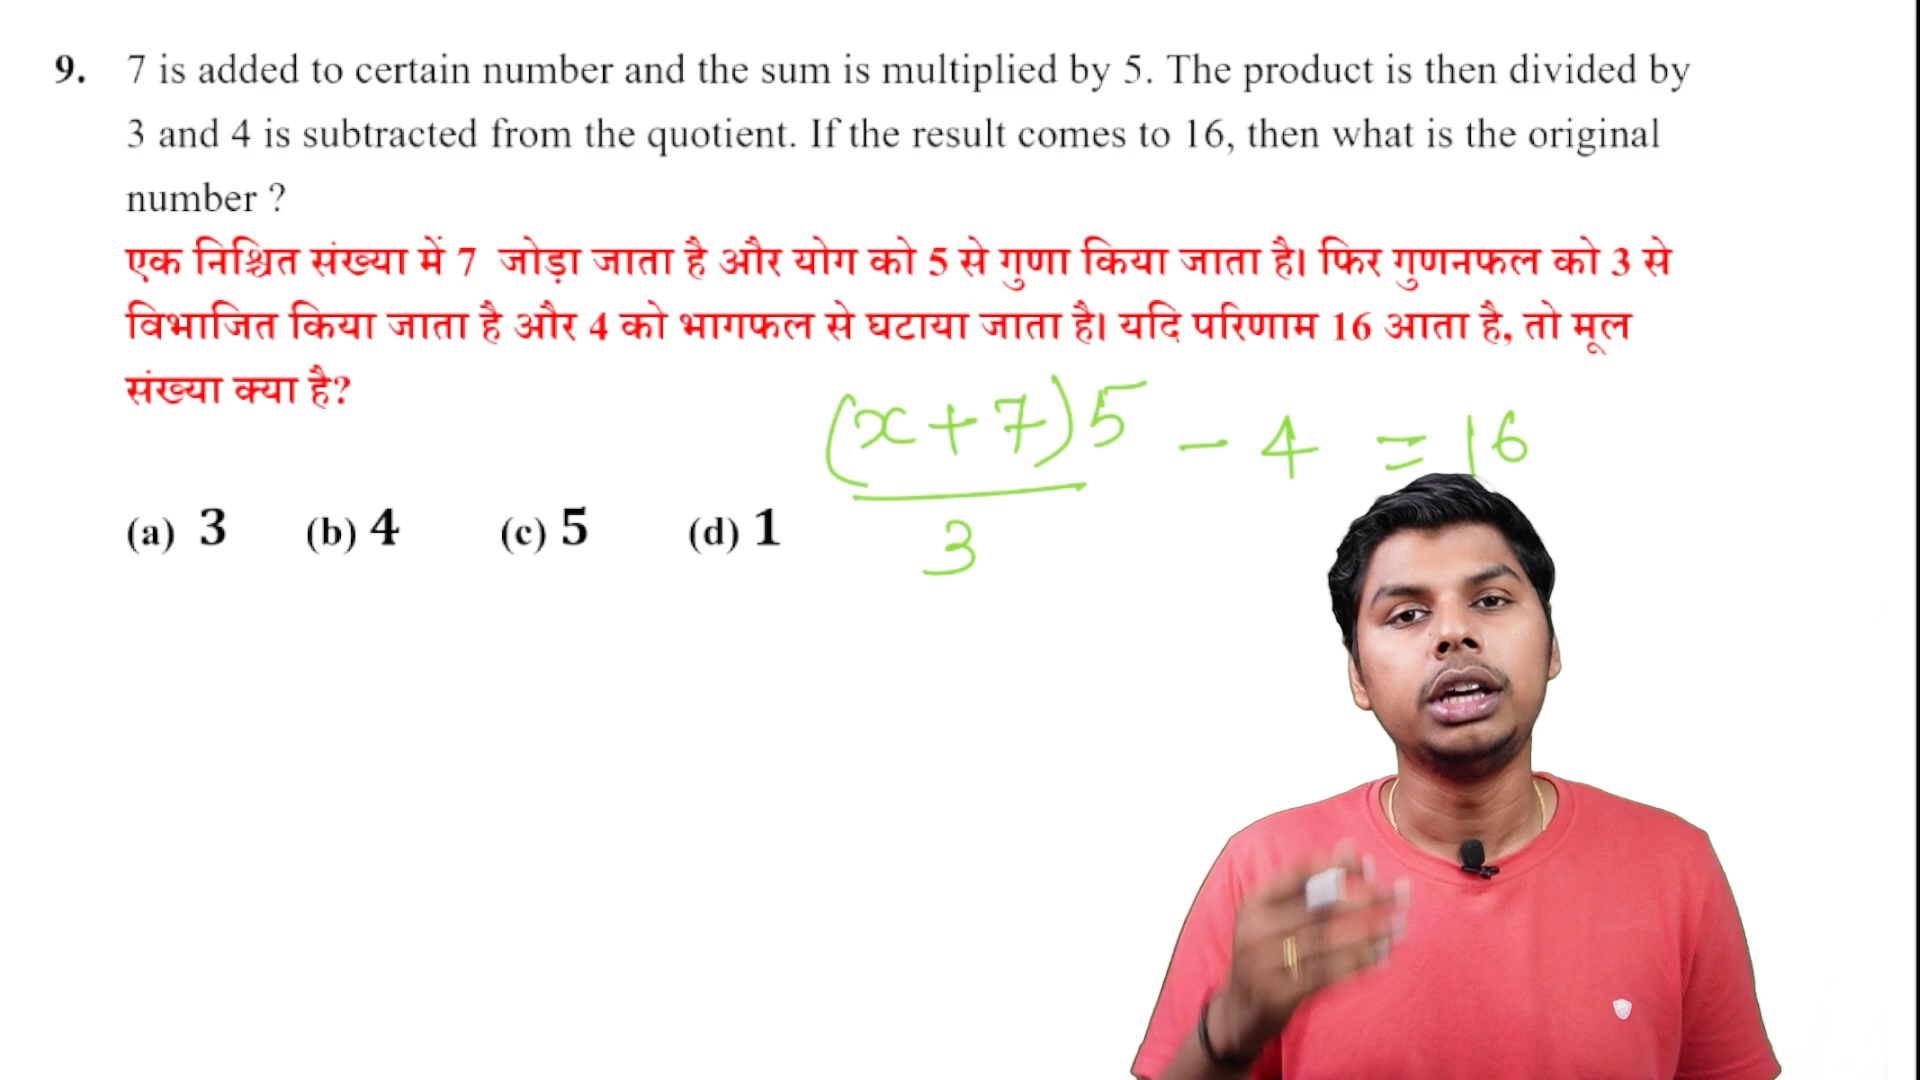 9. 7 is added to certain number and the sum is multiplied by 5. The product is then divided by
3 and 4 is subtracted from the quotient. If the result comes to 16, then what is the original
number ?
एक निश्चित संख्या में 7 जोड़ा जाता है और योग को 5 से गुणा किया जाता है। फिर गुणनफल को 3 से
विभाजित किया जाता है और 4 को भागफल से घटाया जाता है। यदि परिणाम 16 आता है, तो मूल
संख्या क्या है?
(x+7)5 - 4 = 16
3
(a) 3 (b) 4 (c) 5 (d) 1